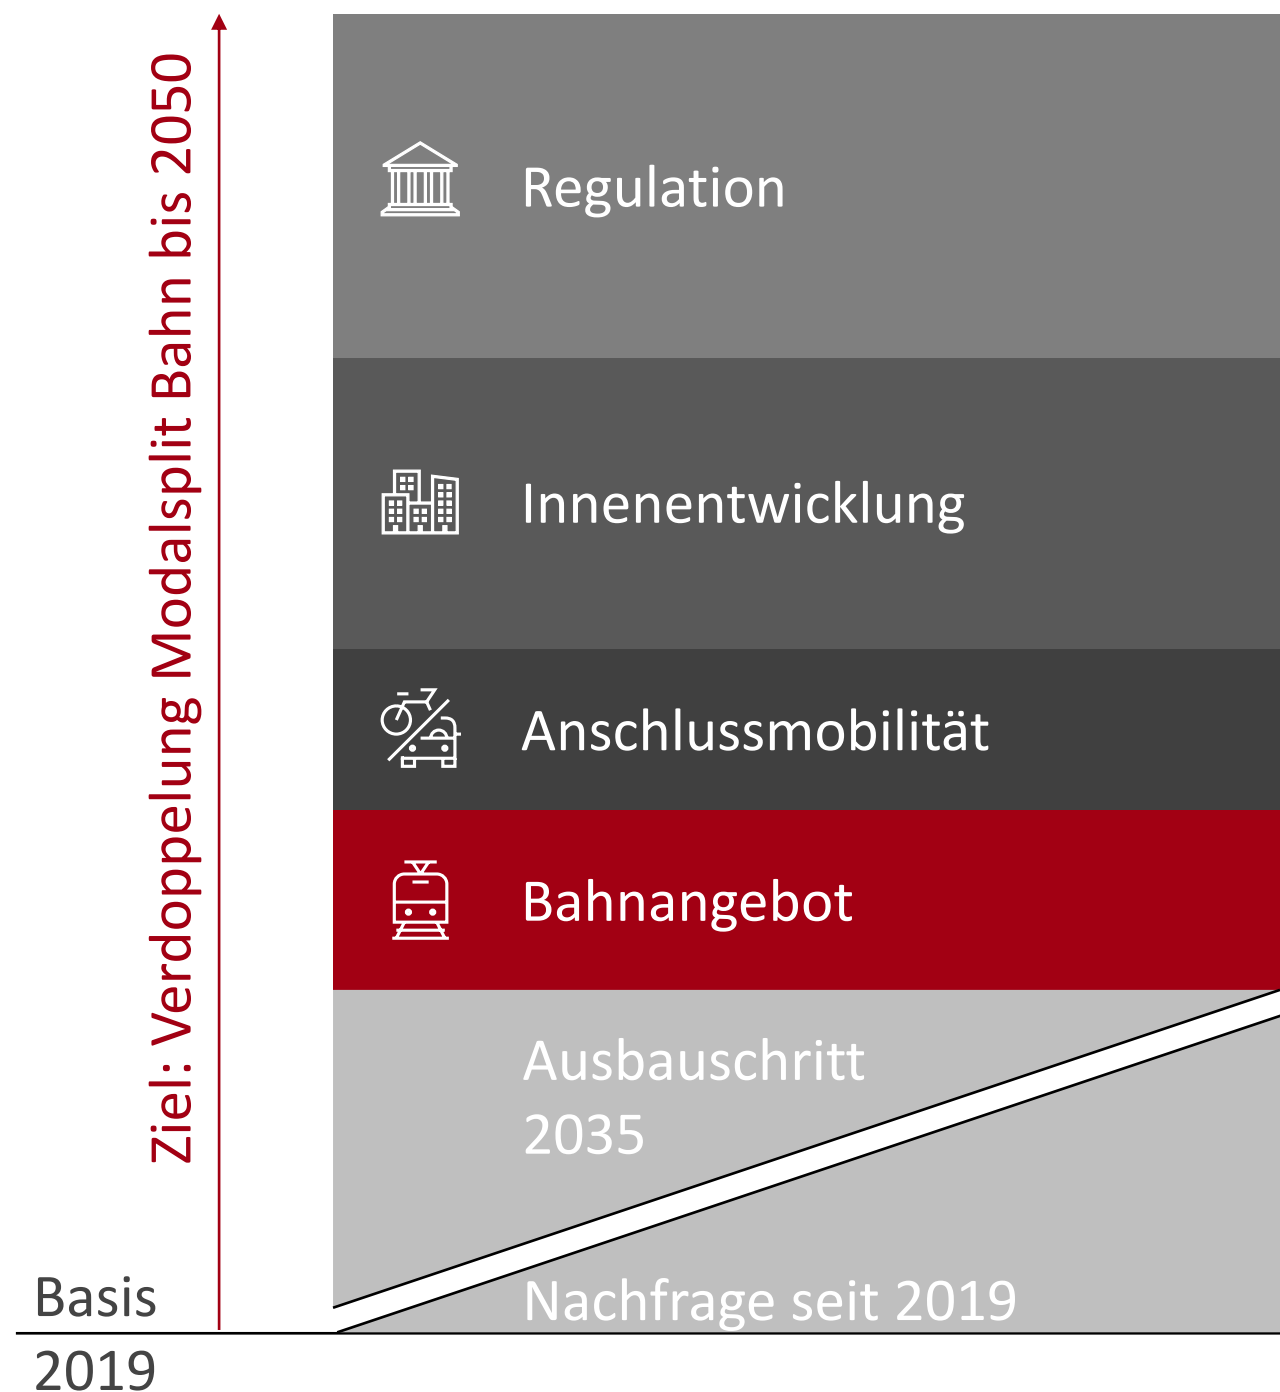 Ziel: Verdoppelung Modalsplit Bahn bis 2050
Regulation
Innenentwicklung
Anschlussmobilität
Bahnangebot
Ausbauschritt
2035
Nachfrage seit 2019
Basis
2019